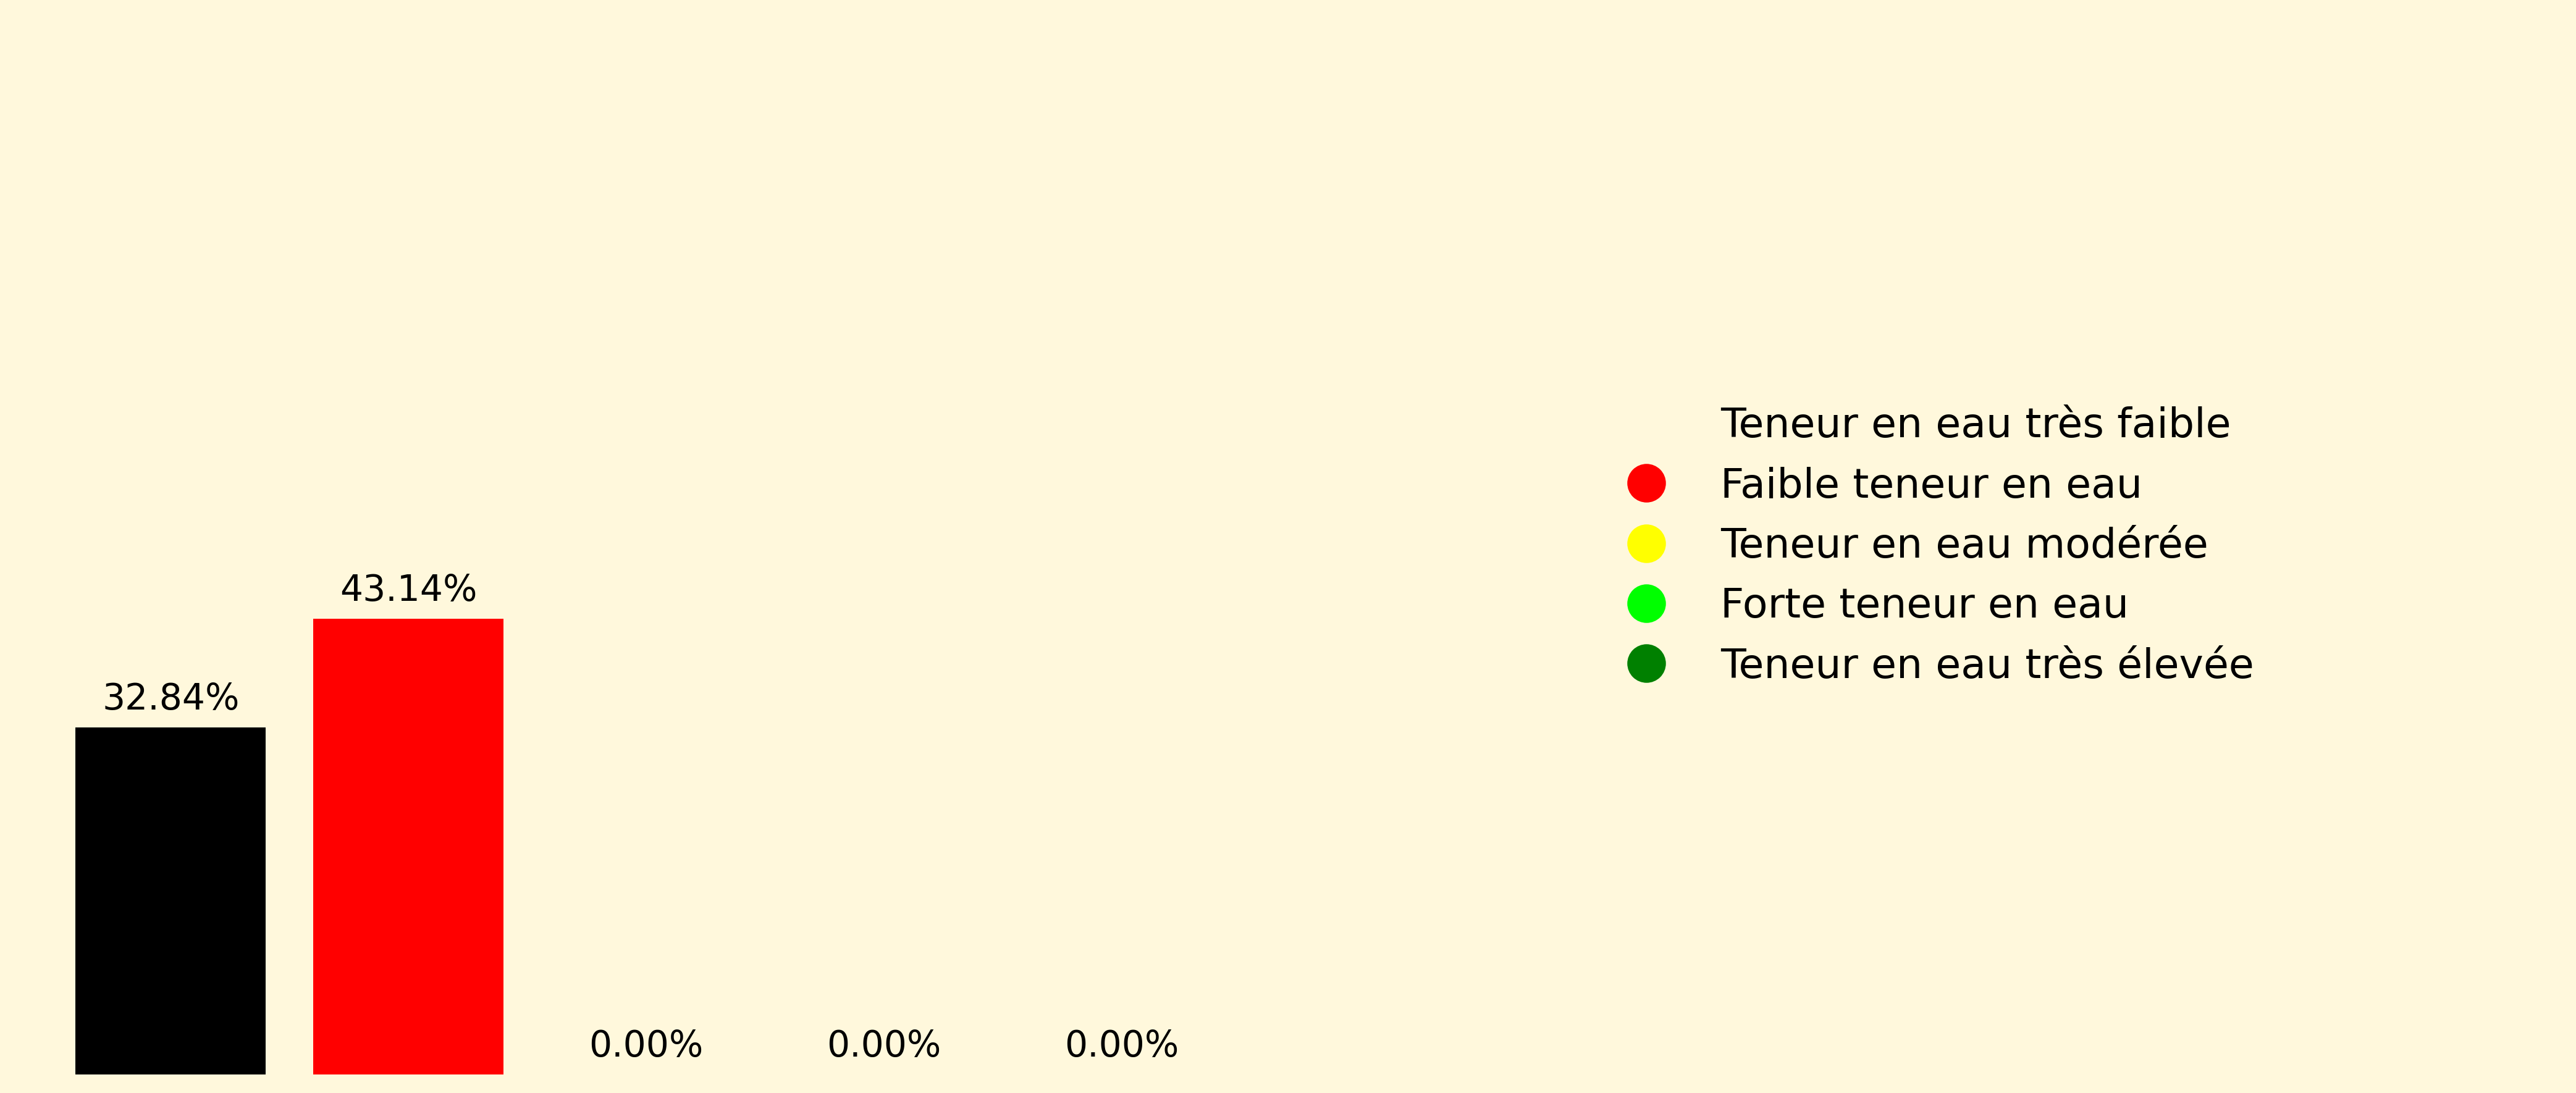 43.14%
32.84%
0.00%
0.00%
0.00%
Teneur en eau très faible
Faible teneur en eau
Teneur en eau modérée
Forte teneur en eau
Teneur en eau très élevée